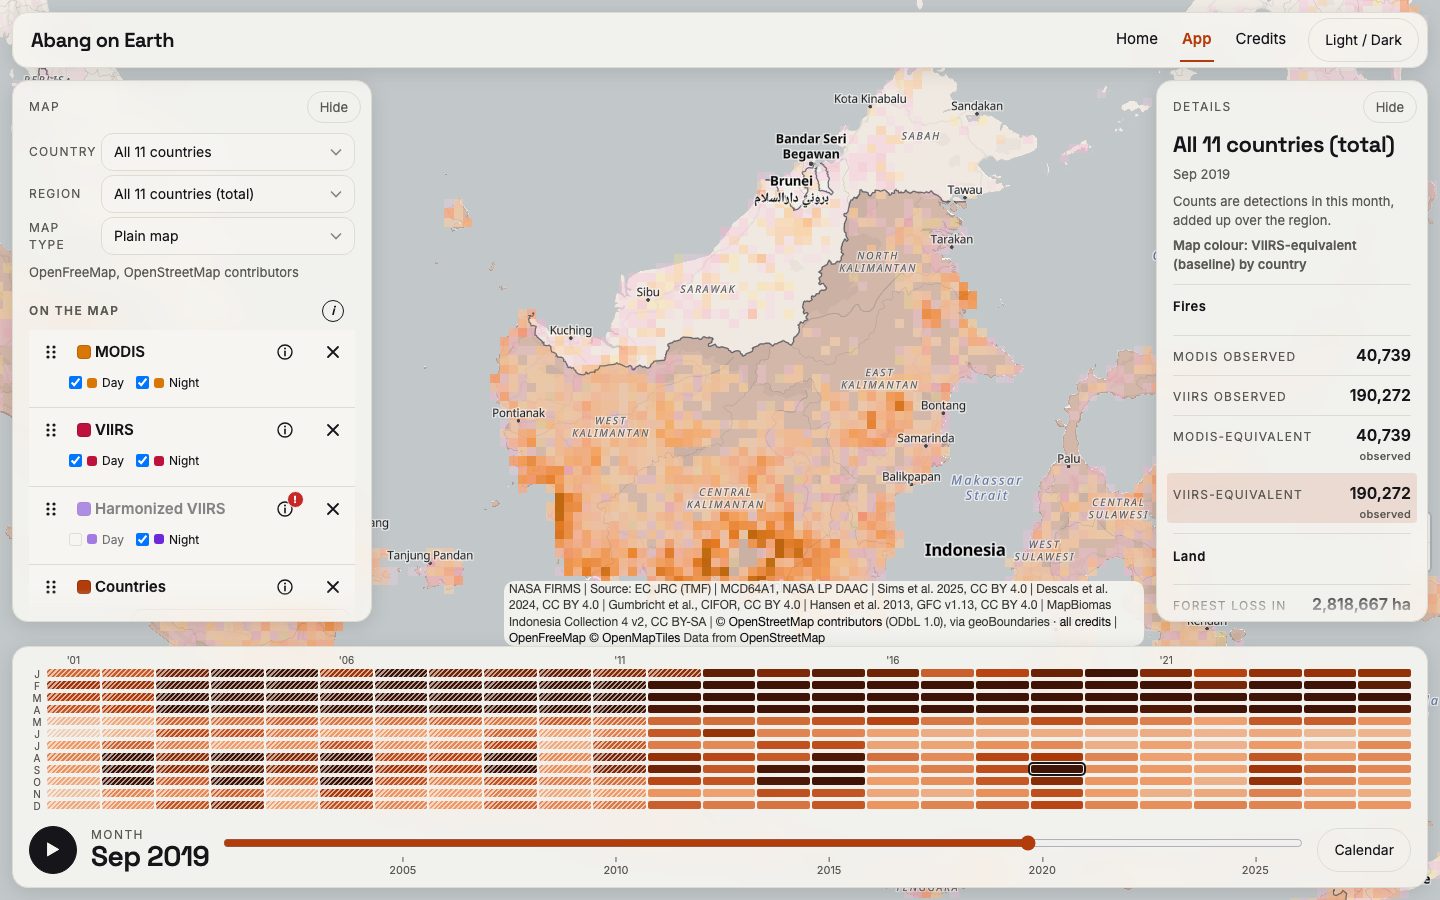 Abang on Earth
Home
App
Credits
Light / Dark
MAP
Hide
COUNTRY
All 11 countries
REGION
All 11 countries (total)
MAP TYPE
Plain map
OpenFreeMap, OpenStreetMap contributors
ON THE MAP
i
MODIS
Day
Night
VIIRS
Day
Night
Harmonized VIIRS
!
Day
Night
Countries
Kota Kinabalu
Sandakan
SABAH
Bandar Seri
Begawan
Brunei
بروني دارالسلام
Tawau
Tarakan
NORTH
KALIMANTAN
Sibu
SARAWAK
Kuching
EAST
KALIMANTAN
Pontianak
WEST
KALIMANTAN
Bontang
Samarinda
Balikpapan
Makassar
Strait
Palu
CENTRAL
KALIMANTAN
CENTRAL
SULAWESI
WEST
SULAWESI
Indonesia
ang
Tanjung Pandan
NASA FIRMS | Source: EC JRC (TMF) | MCD64A1, NASA LP DAAC | Sims et al. 2025, CC BY 4.0 | Descals et al.
2024, CC BY 4.0 | Gumbricht et al., CIFOR, CC BY 4.0 | Hansen et al. 2013, GFC v1.13, CC BY 4.0 | MapBiomas
Indonesia Collection 4 v2, CC BY-SA | © OpenStreetMap contributors (ODbL 1.0), via geoBoundaries · all credits |
OpenFreeMap © OpenMapTiles Data from OpenStreetMap
DETAILS
Hide
All 11 countries (total)
Sep 2019
Counts are detections in this month,
added up over the region.
Map colour: VIIRS-equivalent
(baseline) by country
Fires
MODIS OBSERVED 40,739
VIIRS OBSERVED 190,272
MODIS-EQUIVALENT 40,739
observed
VIIRS-EQUIVALENT 190,272
observed
Land
FOREST LOSS IN 2,818,667 ha
'01 '06 '11 '16 '21
J
F
M
A
M
J
J
A
S
O
N
D
MONTH
Sep 2019
2005 2010 2015 2020 2025
Calendar